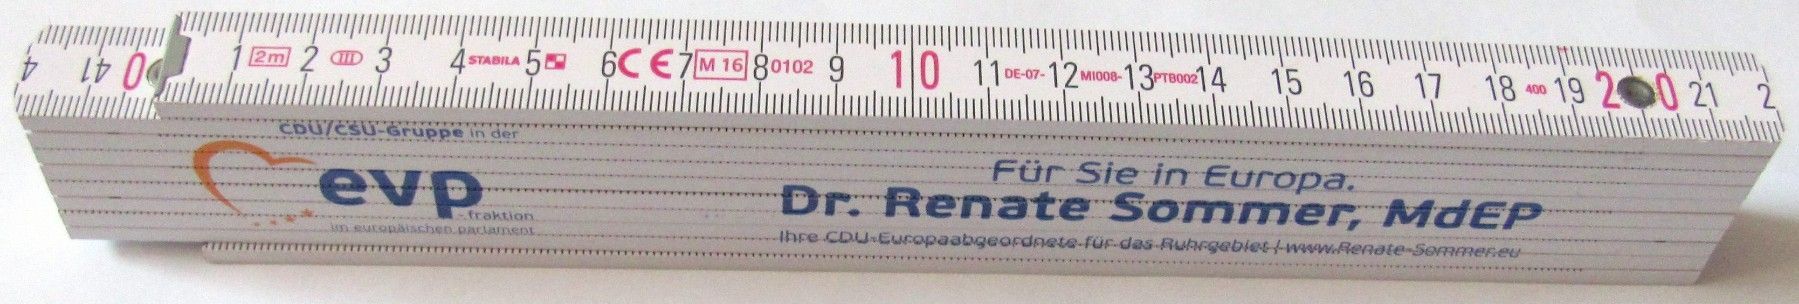 4 41 0 1 2m 2 III 3 4 STABILA 5 6 CE 7 M 16 8 0102 9 10 11 DE-07- 12 MI008- 13 PTB002 14 15 16 17 18 400 19 20 21 2
CDU/CSU-Gruppe in der
evp
-fraktion
im europäischen parlament
Für Sie in Europa.
Dr. Renate Sommer, MdEP
Ihre CDU-Europaabgeordnete für das Ruhrgebiet | www.Renate-Sommer.eu